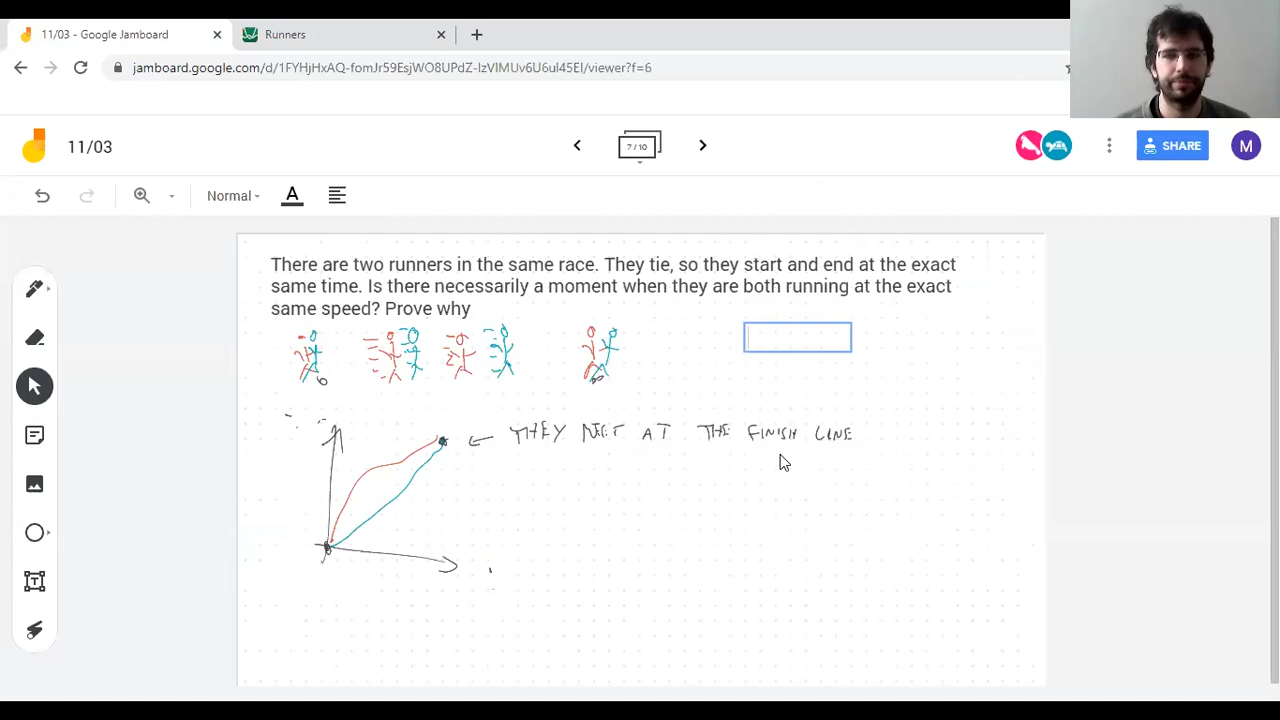 11/03 - Google Jamboard
Runners
jamboard.google.com/d/1FYHjHxAQ-fomJr59EsjWO8UPdZ-IzVIMUv6U6ul45EI/viewer?f=6
11/03
7 / 10
SHARE
M
Normal
A
There are two runners in the same race. They tie, so they start and end at the exact
same time. Is there necessarily a moment when they are both running at the exact
same speed? Prove why
THEY MEET AT THE FINISH LINE